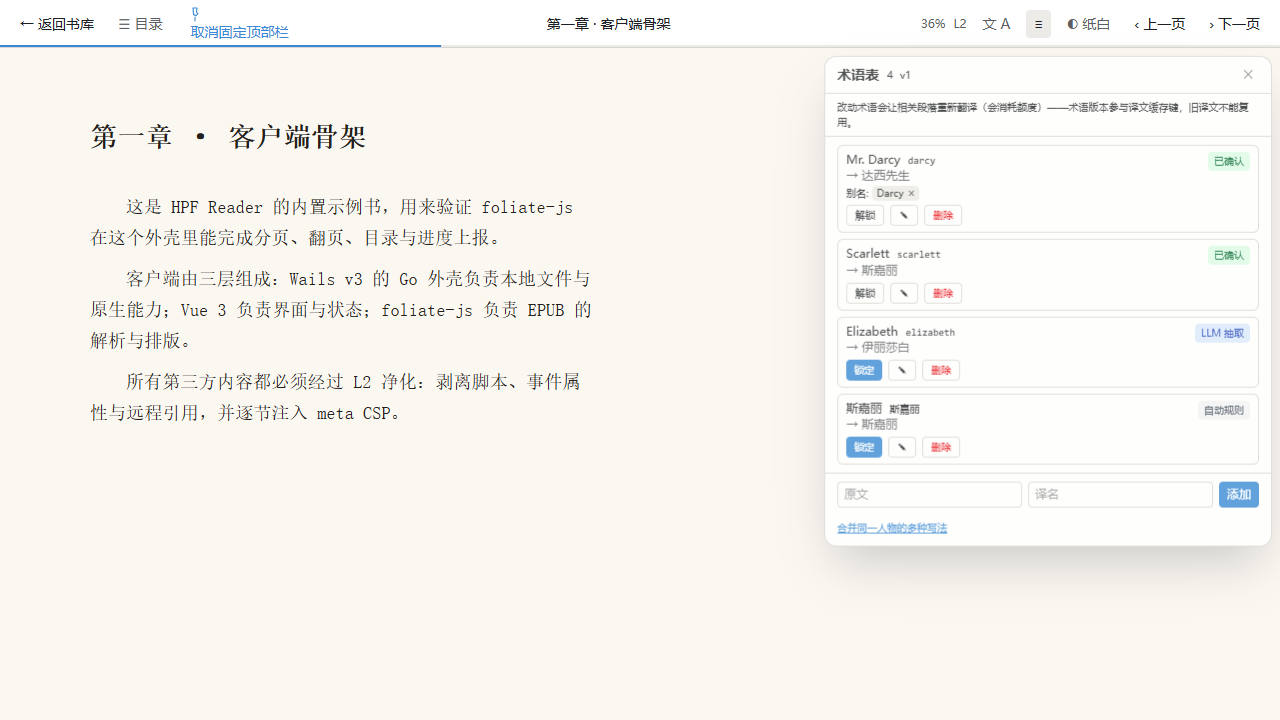 ← 返回书库
☰ 目录
取消固定顶部栏
第一章 · 客户端骨架
36% L2
文 A
≡
◐ 纸白
‹ 上一页
› 下一页
第一章 · 客户端骨架
这是 HPF Reader 的内置示例书，用来验证 foliate-js
在这个外壳里能完成分页、翻页、目录与进度上报。
客户端由三层组成：Wails v3 的 Go 外壳负责本地文件与
原生能力；Vue 3 负责界面与状态；foliate-js 负责 EPUB 的
解析与排版。
所有第三方内容都必须经过 L2 净化：剥离脚本、事件属
性与远程引用，并逐节注入 meta CSP。
术语表 4 v1 ×
改动术语会让相关段落重新翻译（会消耗额度）——术语版本参与译文缓存键，旧译文不能复
用。
Mr. Darcy darcy 已确认
→ 达西先生
别名: Darcy ×
解锁 ✎ 删除
Scarlett scarlett 已确认
→ 斯嘉丽
解锁 ✎ 删除
Elizabeth elizabeth LLM 抽取
→ 伊丽莎白
锁定 ✎ 删除
斯嘉丽 斯嘉丽 自动规则
→ 斯嘉丽
锁定 ✎ 删除
原文 译名 添加
合并同一人物的多种写法